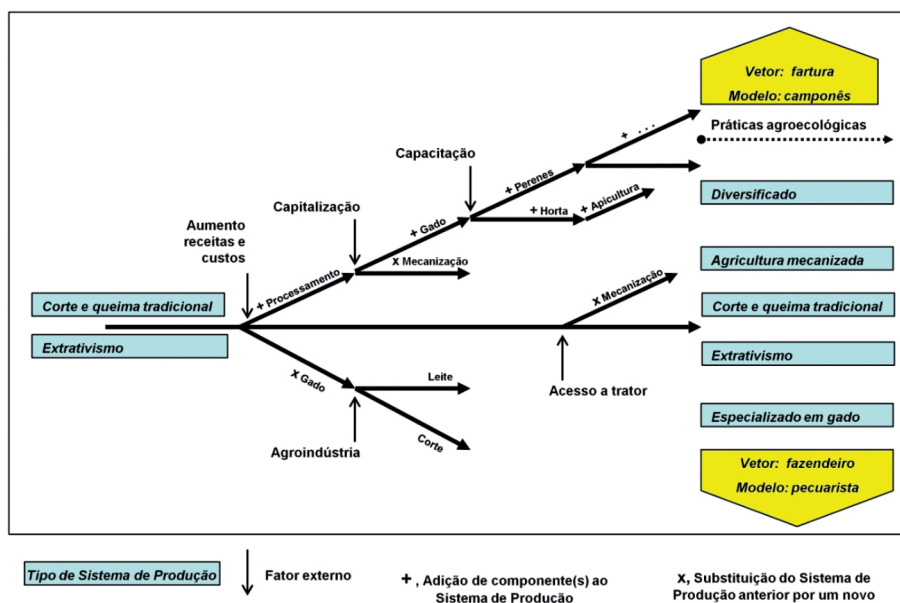 Vetor: fartura
Modelo: camponês
Práticas agroecológicas
+ . . .
Capacitação
+ Perenes
Diversificado
+ Horta
+ Apicultura
Capitalização
+ Gado
Aumento
receitas e
custos
x Mecanização
Agricultura mecanizada
+ Processamento
x Mecanização
Corte e queima tradicional
Corte e queima tradicional
Extrativismo
Extrativismo
x Gado
Leite
Acesso a trator
Corte
Especializado em gado
Agroindústria
Vetor: fazendeiro
Modelo: pecuarista
Tipo de Sistema de Produção
Fator externo
+ , Adição de componente(s) ao
Sistema de Produção
x, Substituição do Sistema de
Produção anterior por um novo